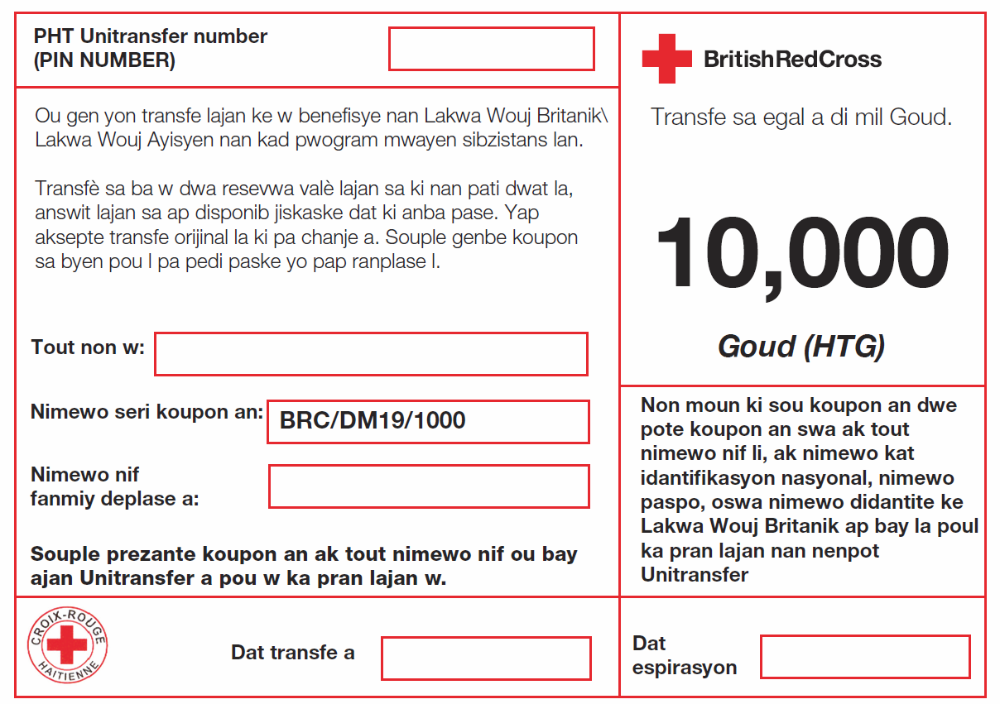 PHT Unitransfer number
(PIN NUMBER)
Ou gen yon transfe lajan ke w benefisye nan Lakwa Wouj Britanik\
Lakwa Wouj Ayisyen nan kad pwogram mwayen sibzistans lan.
Transfè sa ba w dwa resevwa valè lajan sa ki nan pati dwat la,
answit lajan sa ap disponib jiskaske dat ki anba pase. Yap
aksepte transfe orijinal la ki pa chanje a. Souple genbe koupon
sa byen pou l pa pedi paske yo pap ranplase l.
Tout non w:
Nimewo seri koupon an:
BRC/DM19/1000
Nimewo nif
fanmiy deplase a:
Souple prezante koupon an ak tout nimewo nif ou bay
ajan Unitransfer a pou w ka pran lajan w.
BritishRedCross
Transfe sa egal a di mil Goud.
10,000
Goud (HTG)
Non moun ki sou koupon an dwe
pote koupon an swa ak tout
nimewo nif li, ak nimewo kat
idantifikasyon nasyonal, nimewo
paspo, oswa nimewo didantite ke
Lakwa Wouj Britanik ap bay la poul
ka pran lajan nan nenpot
Unitransfer
CROIX-ROUGE
HAITIENNE
Dat transfe a
Dat
espirasyon